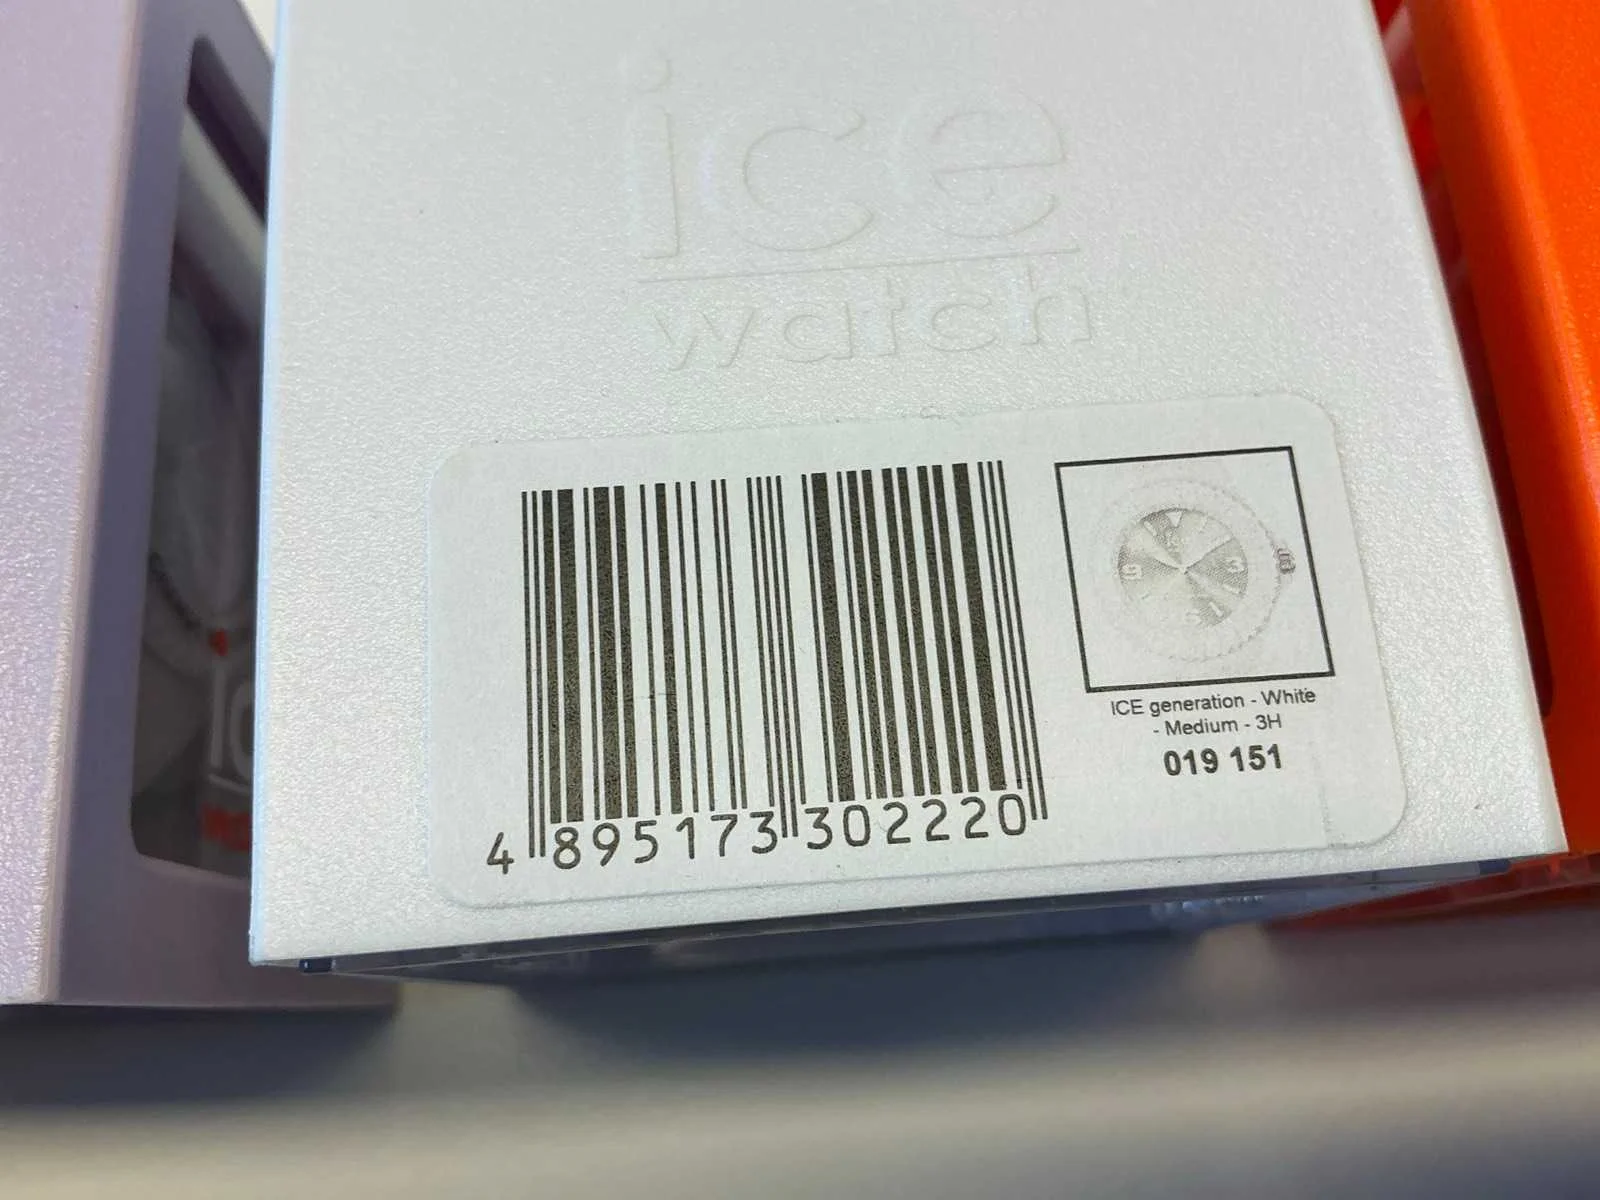 ice
watch
ICE generation - White
- Medium - 3H
019 151
4 895173 302220